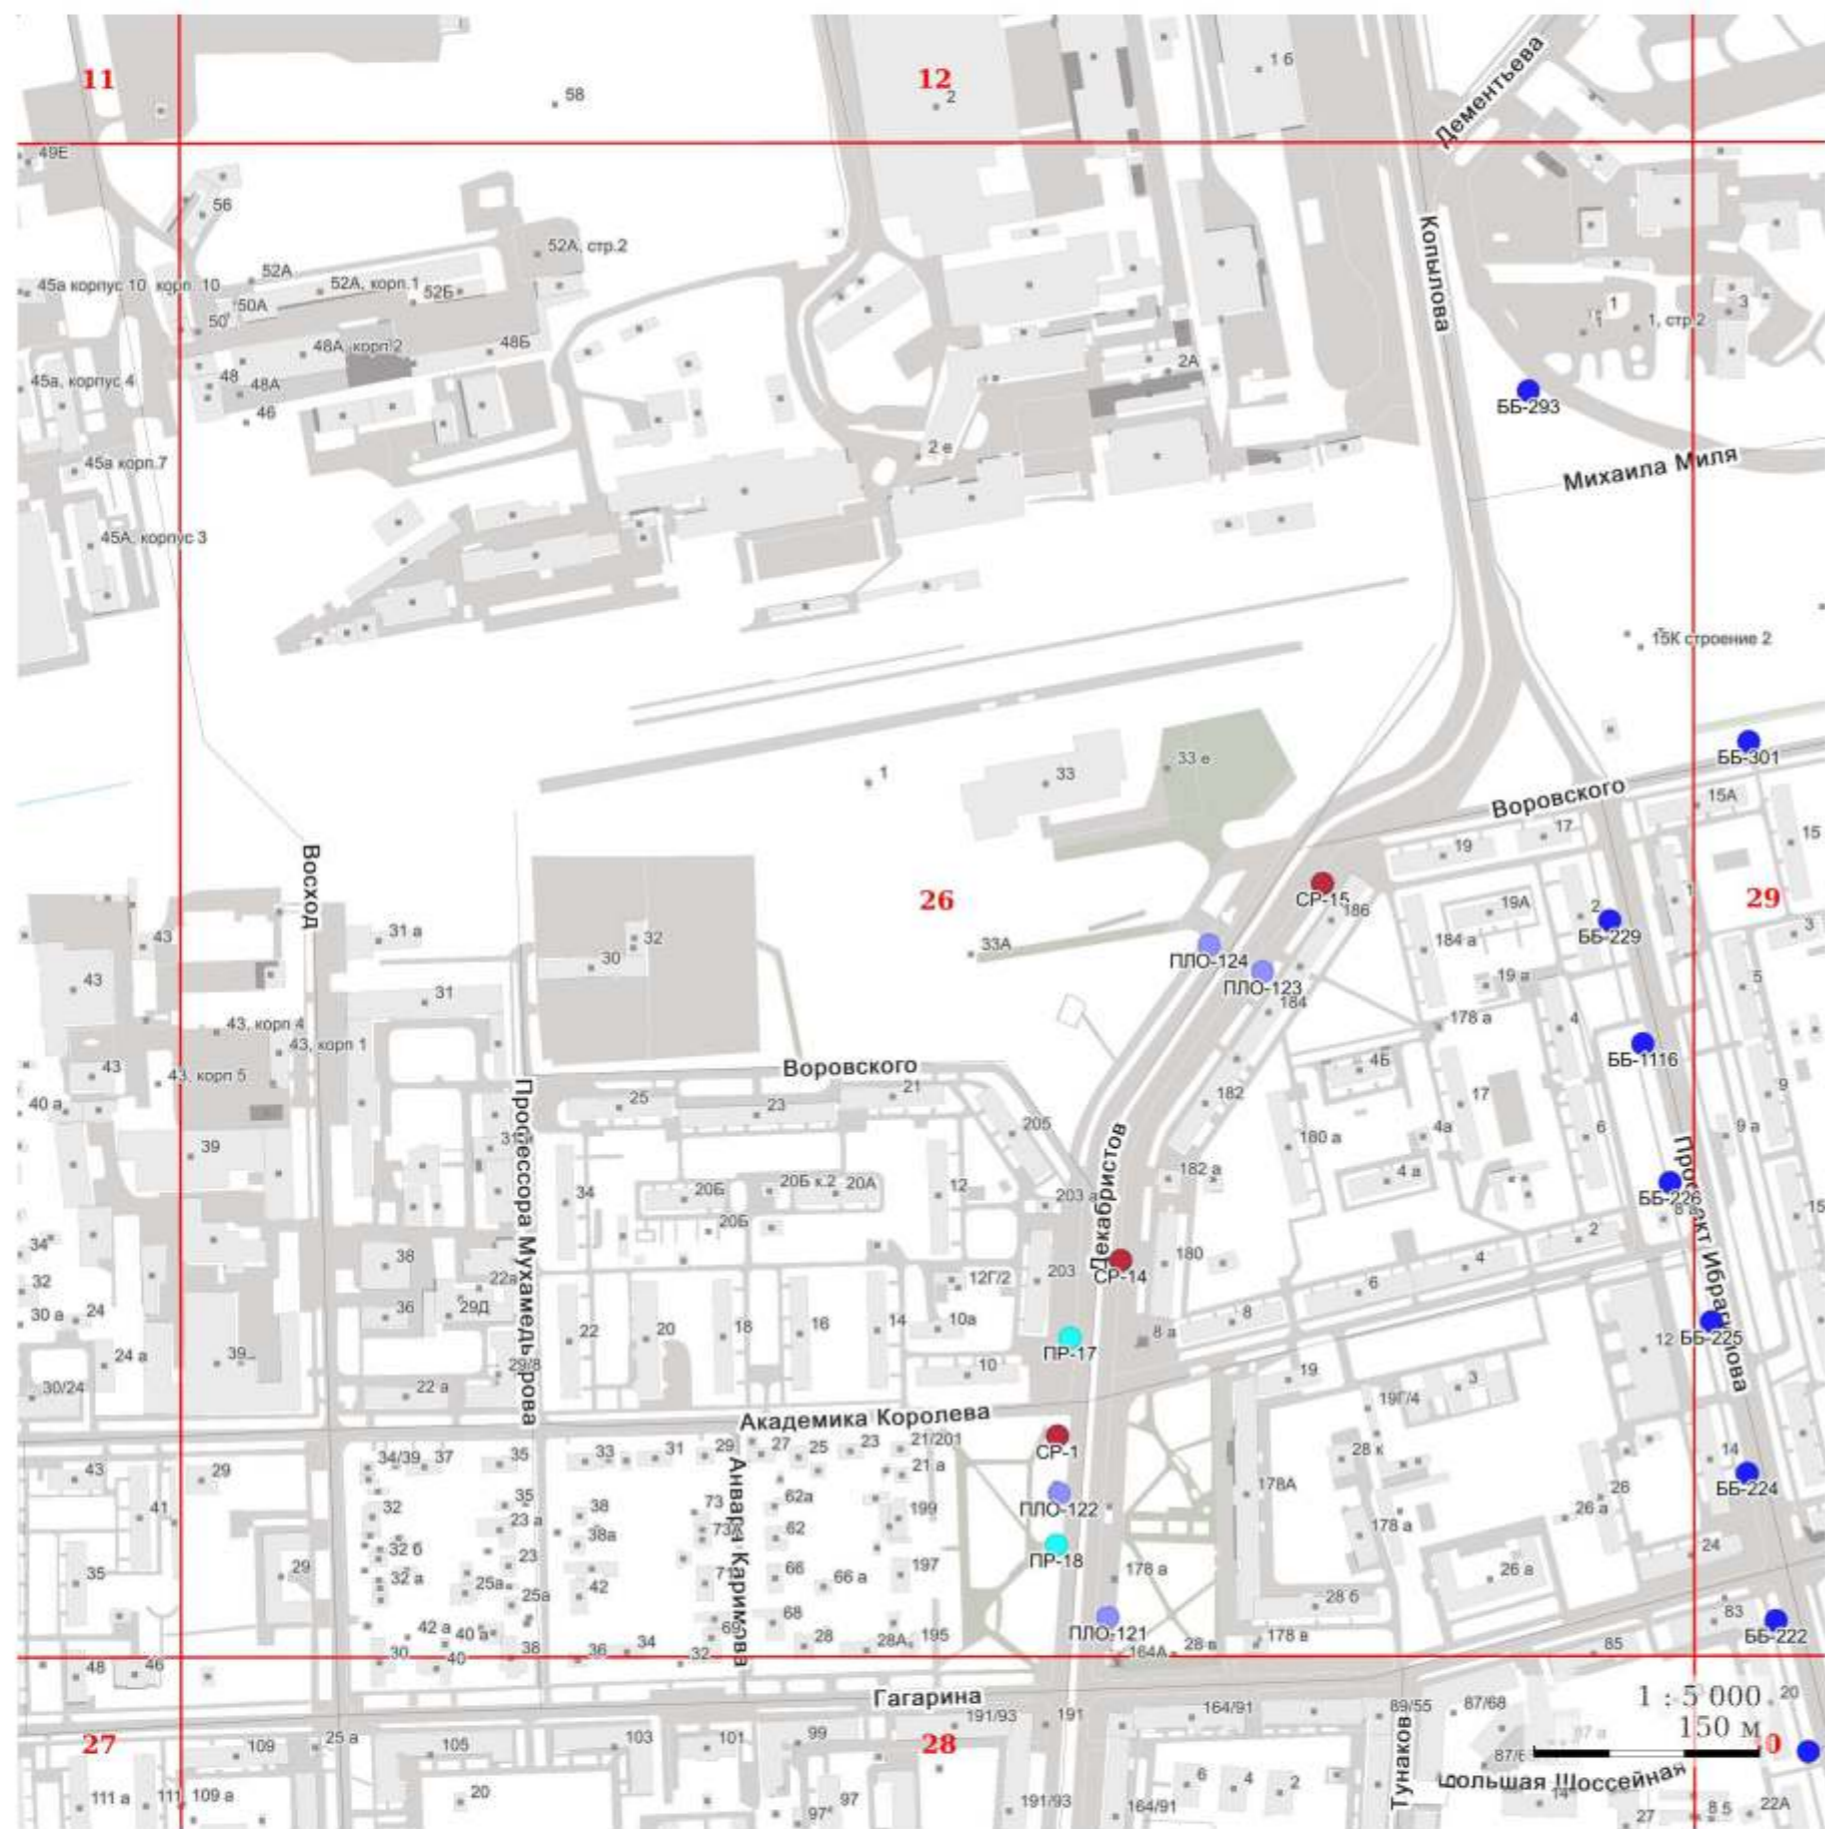 11
12
58
2
1 б
Дементьева
49Е
56
52А, стр.2
Копылова
45а корпус 10
корп. 10
52А
52А, корп.1
52Б
50А
50
1
1
1, стр.2
3
48А, корп.2
48Б
2А
45а, корпус 4
48
48А
46
ББ-293
45а корп.7
2 в
Михаила Миля
45А, корпус 3
15К строение 2
ББ-301
1
33
33 е
Воровского
15А
17
15
19
Восход
26
СР-15
186
19А
2
29
43
31 а
32
33А
ПЛО-124
184 а
ББ-229
3
30
ПЛО-123
43
31
184
19 а
5
43, корп 4
178 а
4
43, корп 1
ББ-1116
43
43, корп 5
Воровского
4Б
40 а
25
23
21
182
17
9
Профессора Мухамедьярова
205
Декабристов
4а
6
9 а
39
180 а
Проспект Ибрагимова
34
20Б
20Б к.2
20А
12
203 а
182 а
4 а
ББ-226
20Б
15
34
38
2
32
22а
12Г/2
203
СР-14
180
4
30 а
24
36
29Д
22
20
18
16
14
10а
6
8
ПР-17
8 а
12
ББ-225
24 а
39
29/8
10
19
3
30/24
22 а
Академика Королева
19Г/4
43
29
34/39
37
35
33
31
29
27
25
23
21/201
СР-1
28 к
14
21 а
41
32
35
38
73
62а
199
ПЛО-122
178А
26
ББ-224
23 а
38а
62
26 а
178 а
Анвара Каримова
32 б
23
ПР-18
24
35
29
32 а
25а
25а
42
66
66 а
197
178 а
26 а
28 б
83
42 а
40 а
68
69
28
28А
195
ПЛО-121
ББ-222
30
40
38
36
34
32
164А
28 в
178 в
85
48
46
Гагарина
1 : 5 000
20
27
25 а
109
105
103
101
99
28
191/93
191
164/91
89/55
87/68
150 м
Тунаков
Большая Шоссейная
111 а
111
109 а
20
97
97
191/93
164/91
6
4
2
14
27
8 5
22А